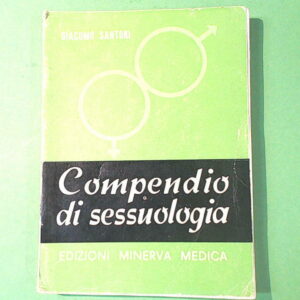 GIACOMO SANTORI
Compendio
di sessuologia
EDIZIONI MINERVA MEDICA